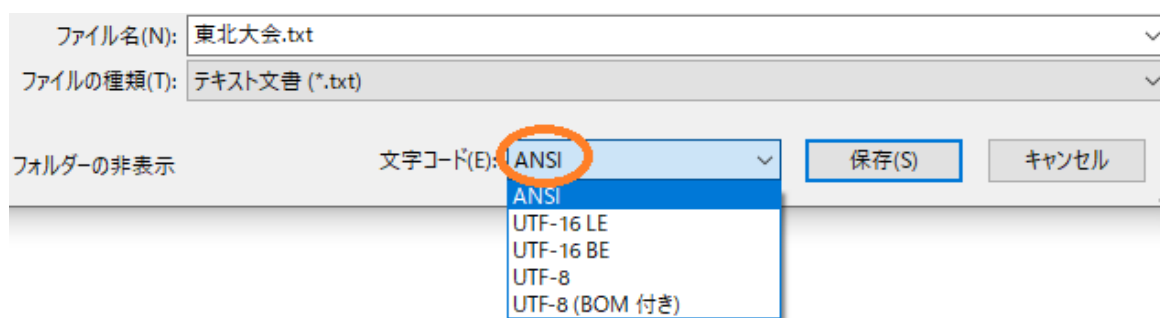 ファイル名(N): 東北大会.txt
ファイルの種類(T): テキスト文書 (*.txt)
フォルダーの非表示 文字コード(E): ANSI 保存(S) キャンセル
ANSI
UTF-16 LE
UTF-16 BE
UTF-8
UTF-8 (BOM 付き)